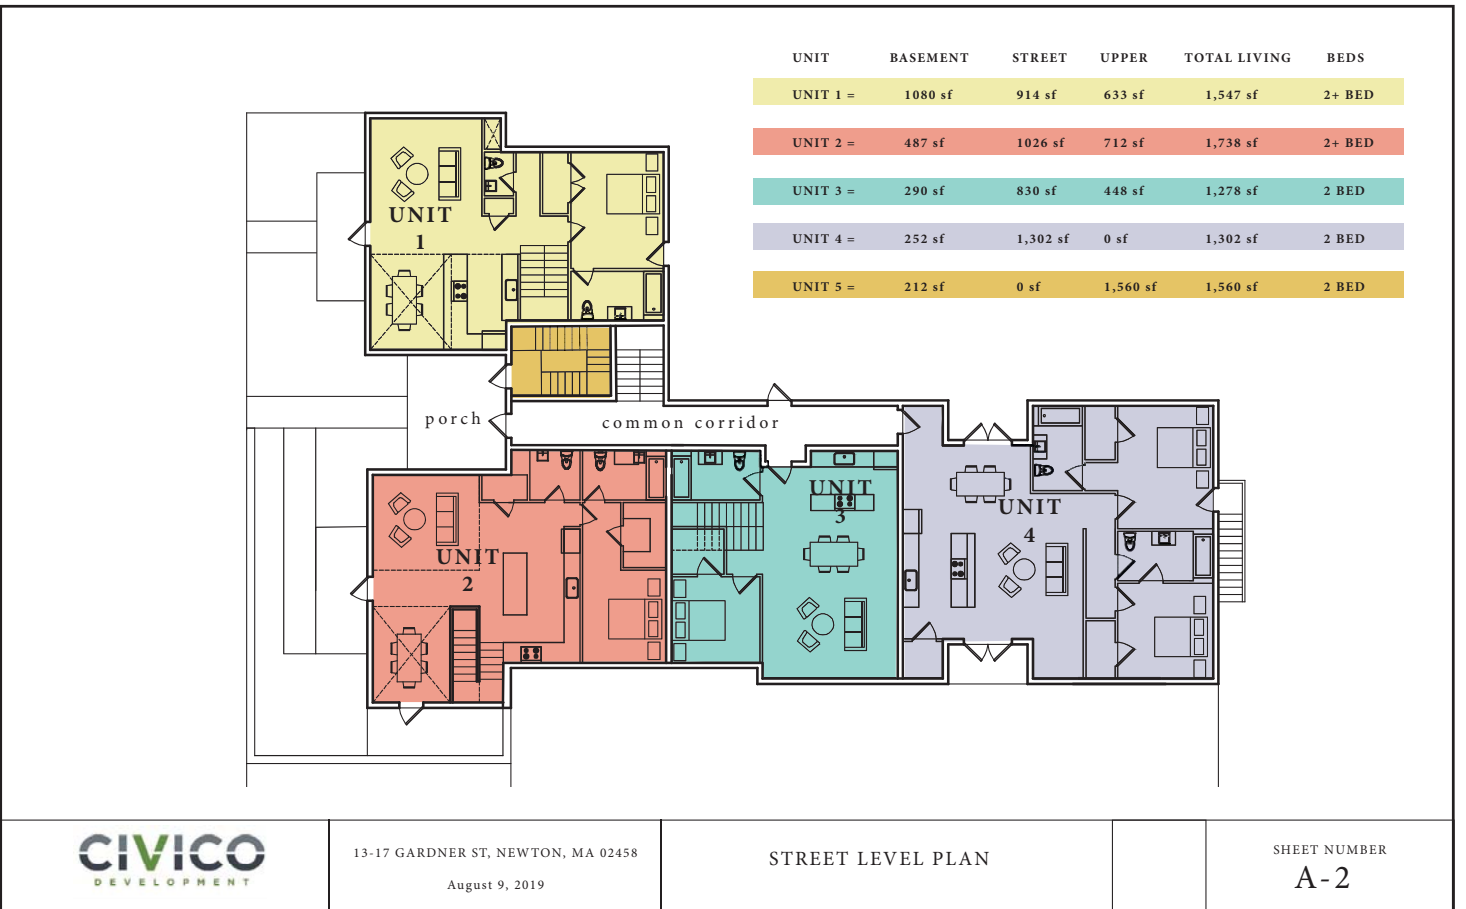 UNIT BASEMENT STREET UPPER TOTAL LIVING BEDS
UNIT 1 = 1080 sf 914 sf 633 sf 1,547 sf 2+ BED
UNIT 2 = 487 sf 1026 sf 712 sf 1,738 sf 2+ BED
UNIT 3 = 290 sf 830 sf 448 sf 1,278 sf 2 BED
UNIT 4 = 252 sf 1,302 sf 0 sf 1,302 sf 2 BED
UNIT 5 = 212 sf 0 sf 1,560 sf 1,560 sf 2 BED
UNIT
1
porch
common corridor
UNIT
2
UNIT
3
UNIT
4
CIVICO
DEVELOPMENT
13-17 GARDNER ST, NEWTON, MA 02458
August 9, 2019
STREET LEVEL PLAN
SHEET NUMBER
A-2